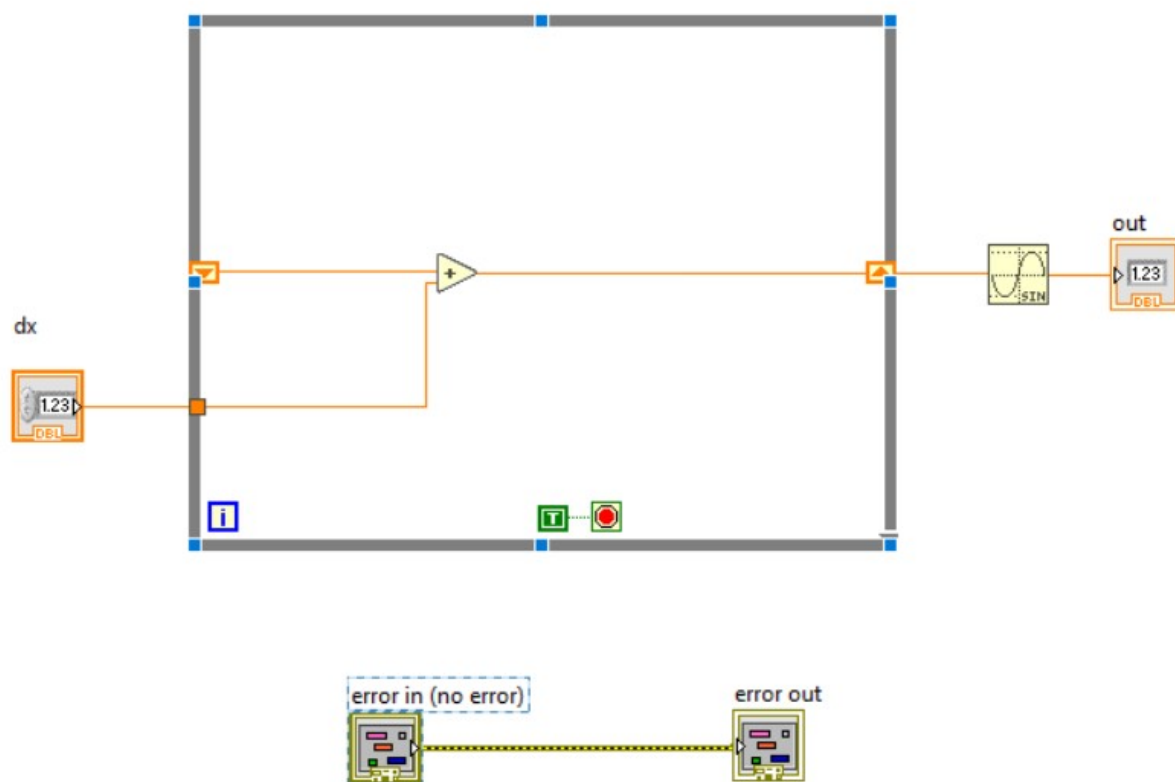 out
1.23
DBL
SIN
+
dx
1.23
DBL
i
T
error in (no error)
error out